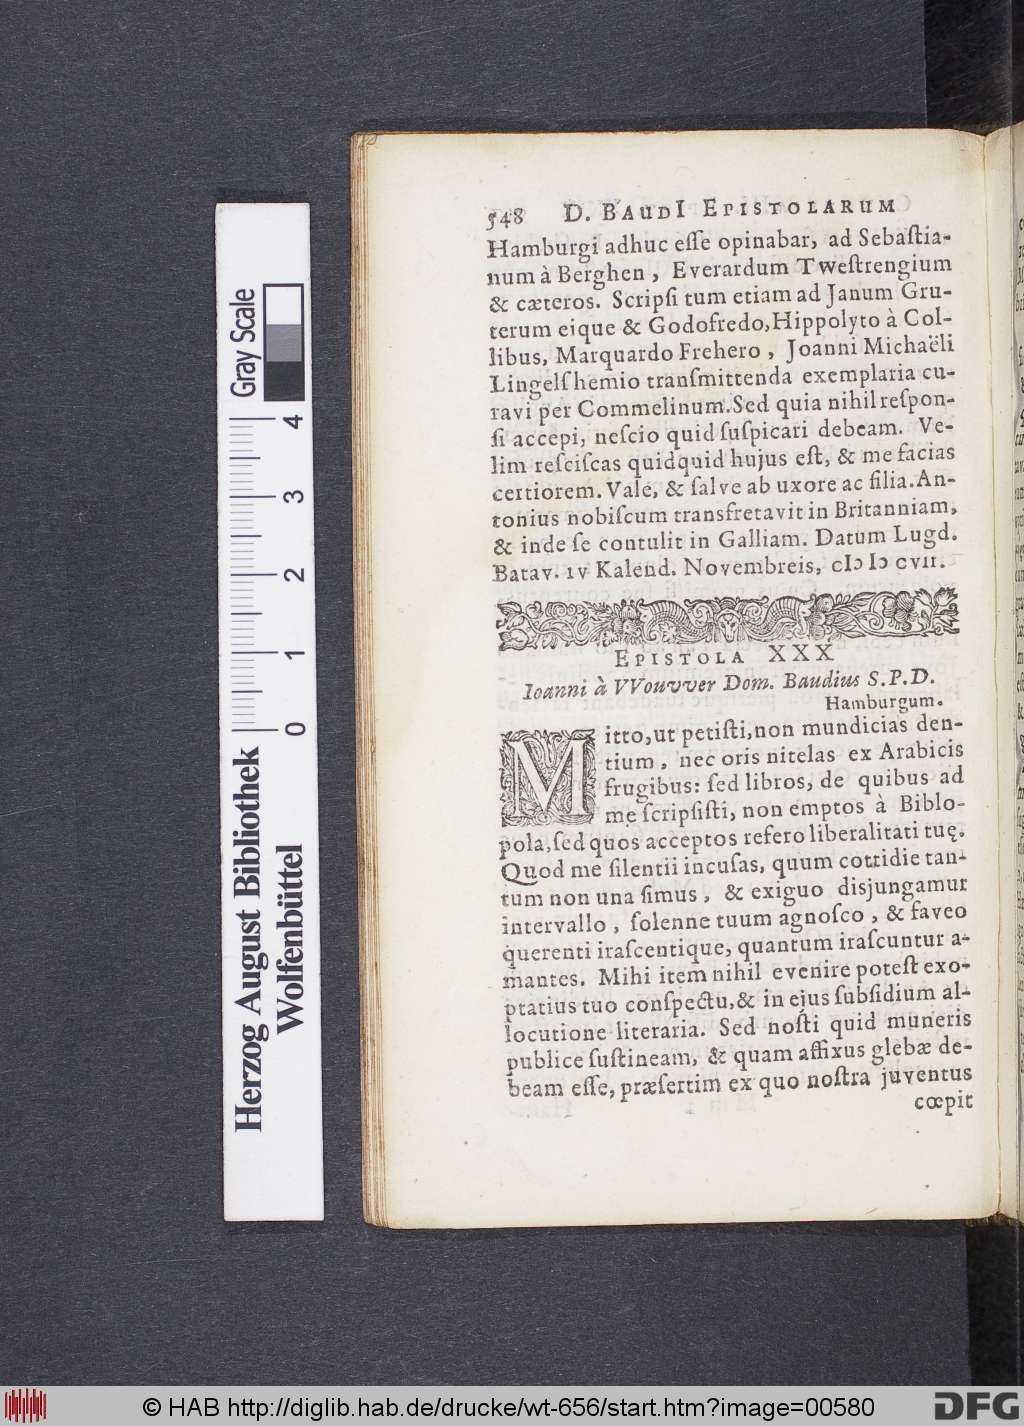 548 D. BAUDI EPISTOLARUM
Hamburgi adhuc eſſe opinabar, ad Sebaſtia-
num à Berghen, Everardum Tweſtrengium
& cæteros. Scripſi tum etiam ad Janum Gru-
terum eique & Godofredo, Hippolyto à Col-
libus, Marquardo Frehero, Joanni Michaëli
Lingelſhemio tranſmittenda exemplaria cu-
ravi per Commelinum. Sed quia nihil reſpon-
ſi accepi, neſcio quid ſuſpicari debeam. Ve-
lim reſciſcas quidquid hujus eſt, & me facias
certiorem. Vale, & ſalve ab uxore ac filia. An-
tonius nobiſcum transfretavit in Britanniam,
& inde ſe contulit in Galliam. Datum Lugd.
Batav. IV Kalend. Novembreis, cIↄ Iↄ cvII.
EPISTOLA XXX
Ioanni à VVouvver Dom. Baudius S.P.D.
Hamburgum.
Mitto, ut petiſti, non mundicias den-
tium, nec oris nitelas ex Arabicis
frugibus: ſed libros, de quibus ad
me ſcripſiſti, non emptos à Biblo-
pola, ſed quos acceptos refero liberalitati tuę.
Quod me ſilentii incuſas, quum cottidie tan-
tum non una ſimus, & exiguo disjungamur
intervallo, ſolenne tuum agnoſco, & faveo
querenti iraſcentique, quantum iraſcuntur a-
mantes. Mihi item nihil evenire poteſt exo-
ptatius tuo conſpectu, & in ejus ſubſidium al-
locutione literaria. Sed noſti quid muneris
publice ſuſtineam, & quam affixus glebæ de-
beam eſſe, præſertim ex quo noſtra juventus
cœpit
Gray Scale
4
3
2
1
0
Herzog August Bibliothek
Wolfenbüttel
© HAB http://diglib.hab.de/drucke/wt-656/start.htm?image=00580
DFG